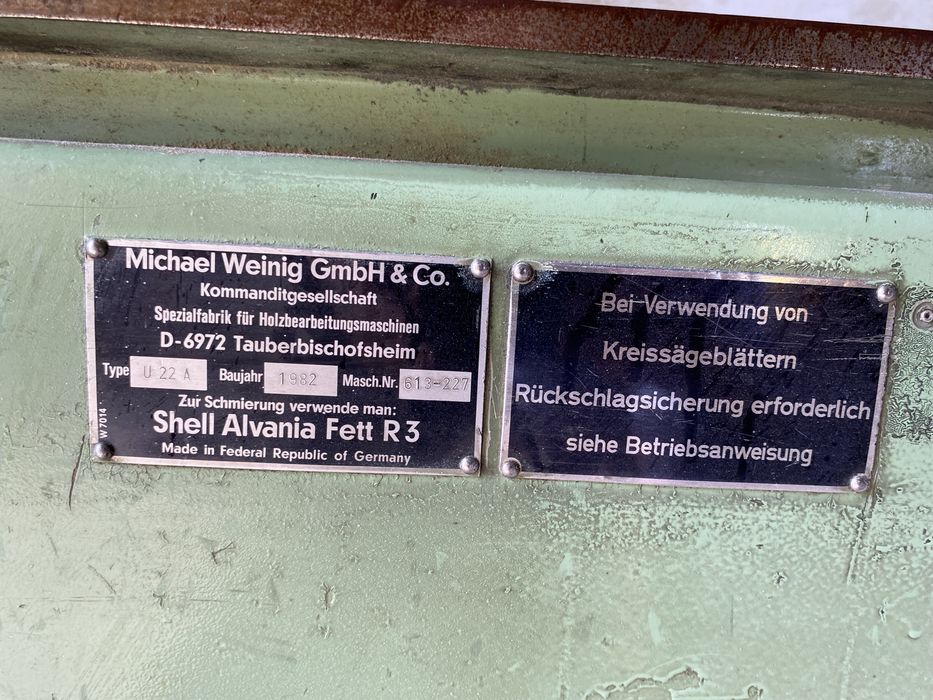 Michael Weinig GmbH & Co.
Kommanditgesellschaft
Spezialfabrik für Holzbearbeitungsmaschinen
D-6972 Tauberbischofsheim
Type U 22 A Baujahr 1982 Masch.Nr. 613-227
Zur Schmierung verwende man:
Shell Alvania Fett R 3
Made in Federal Republic of Germany
W 7014
Bei Verwendung von
Kreissägeblättern
Rückschlagsicherung erforderlich
siehe Betriebsanweisung